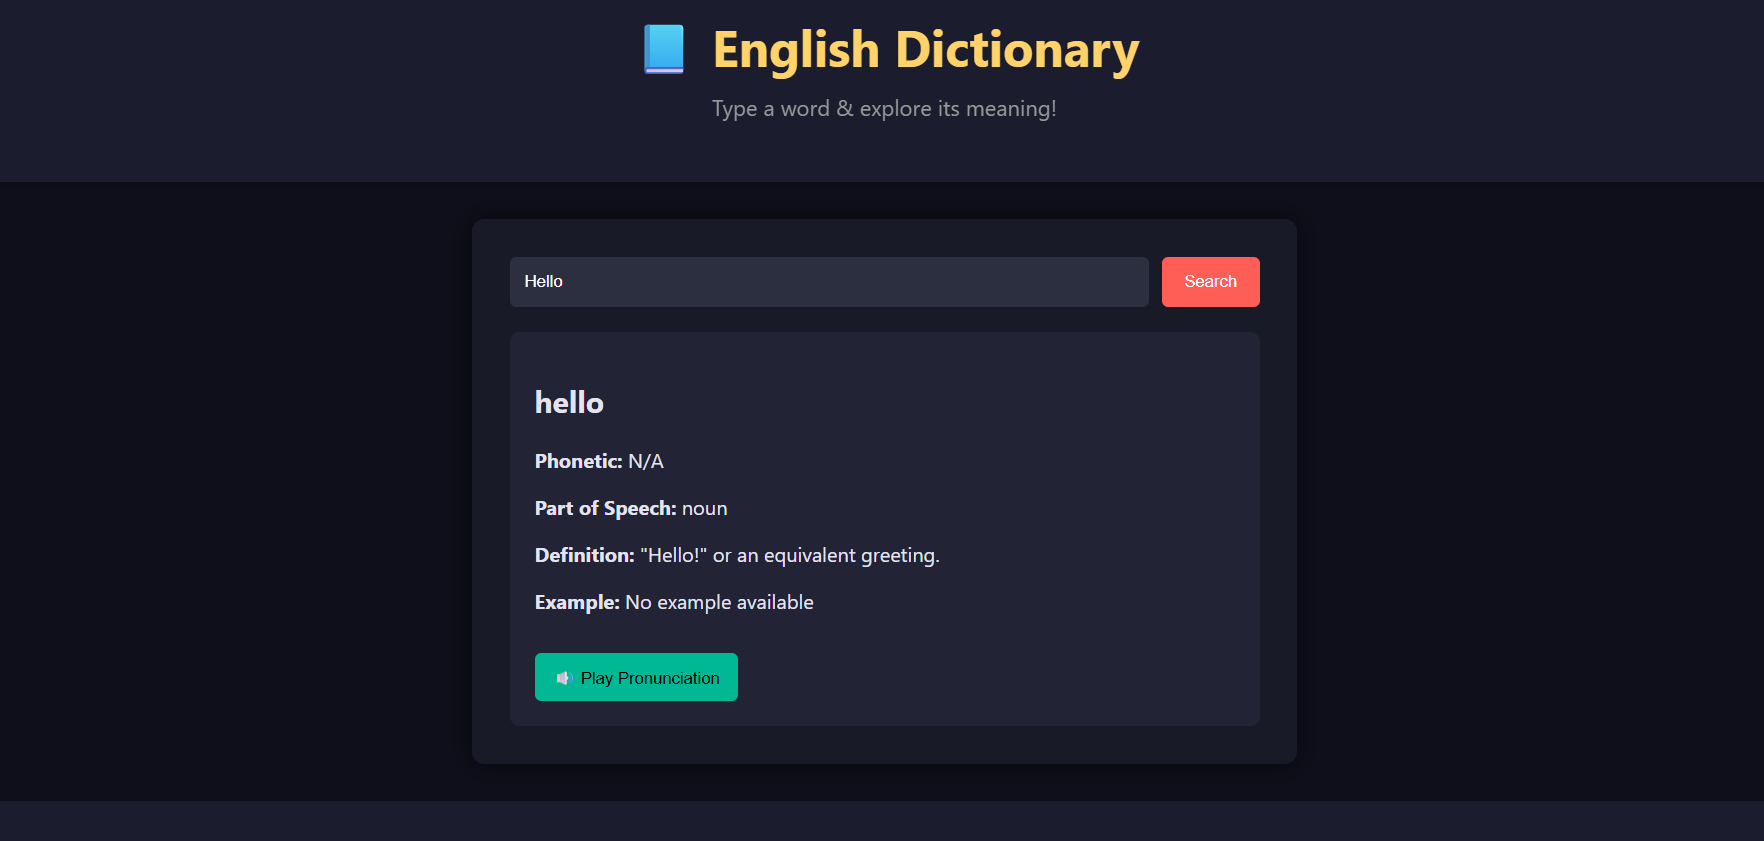 English Dictionary
Type a word & explore its meaning!
Hello
Search
hello
Phonetic: N/A
Part of Speech: noun
Definition: "Hello!" or an equivalent greeting.
Example: No example available
Play Pronunciation